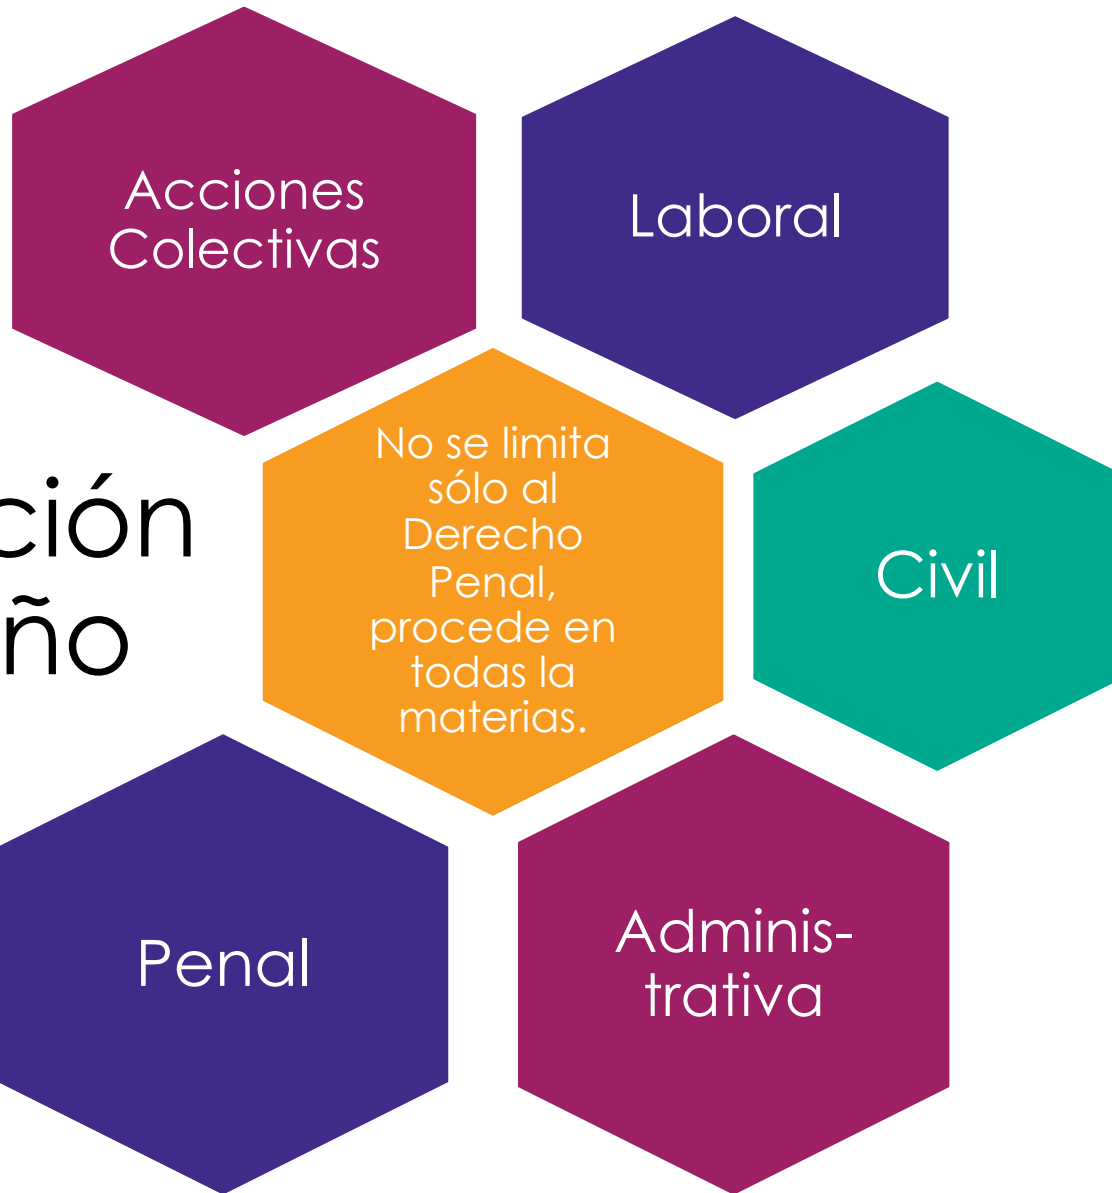 Acciones
Colectivas
Laboral
ción
ño
No se limita
sólo al
Derecho
Penal,
procede en
todas la
materias.
Civil
Penal
Adminis-
trativa